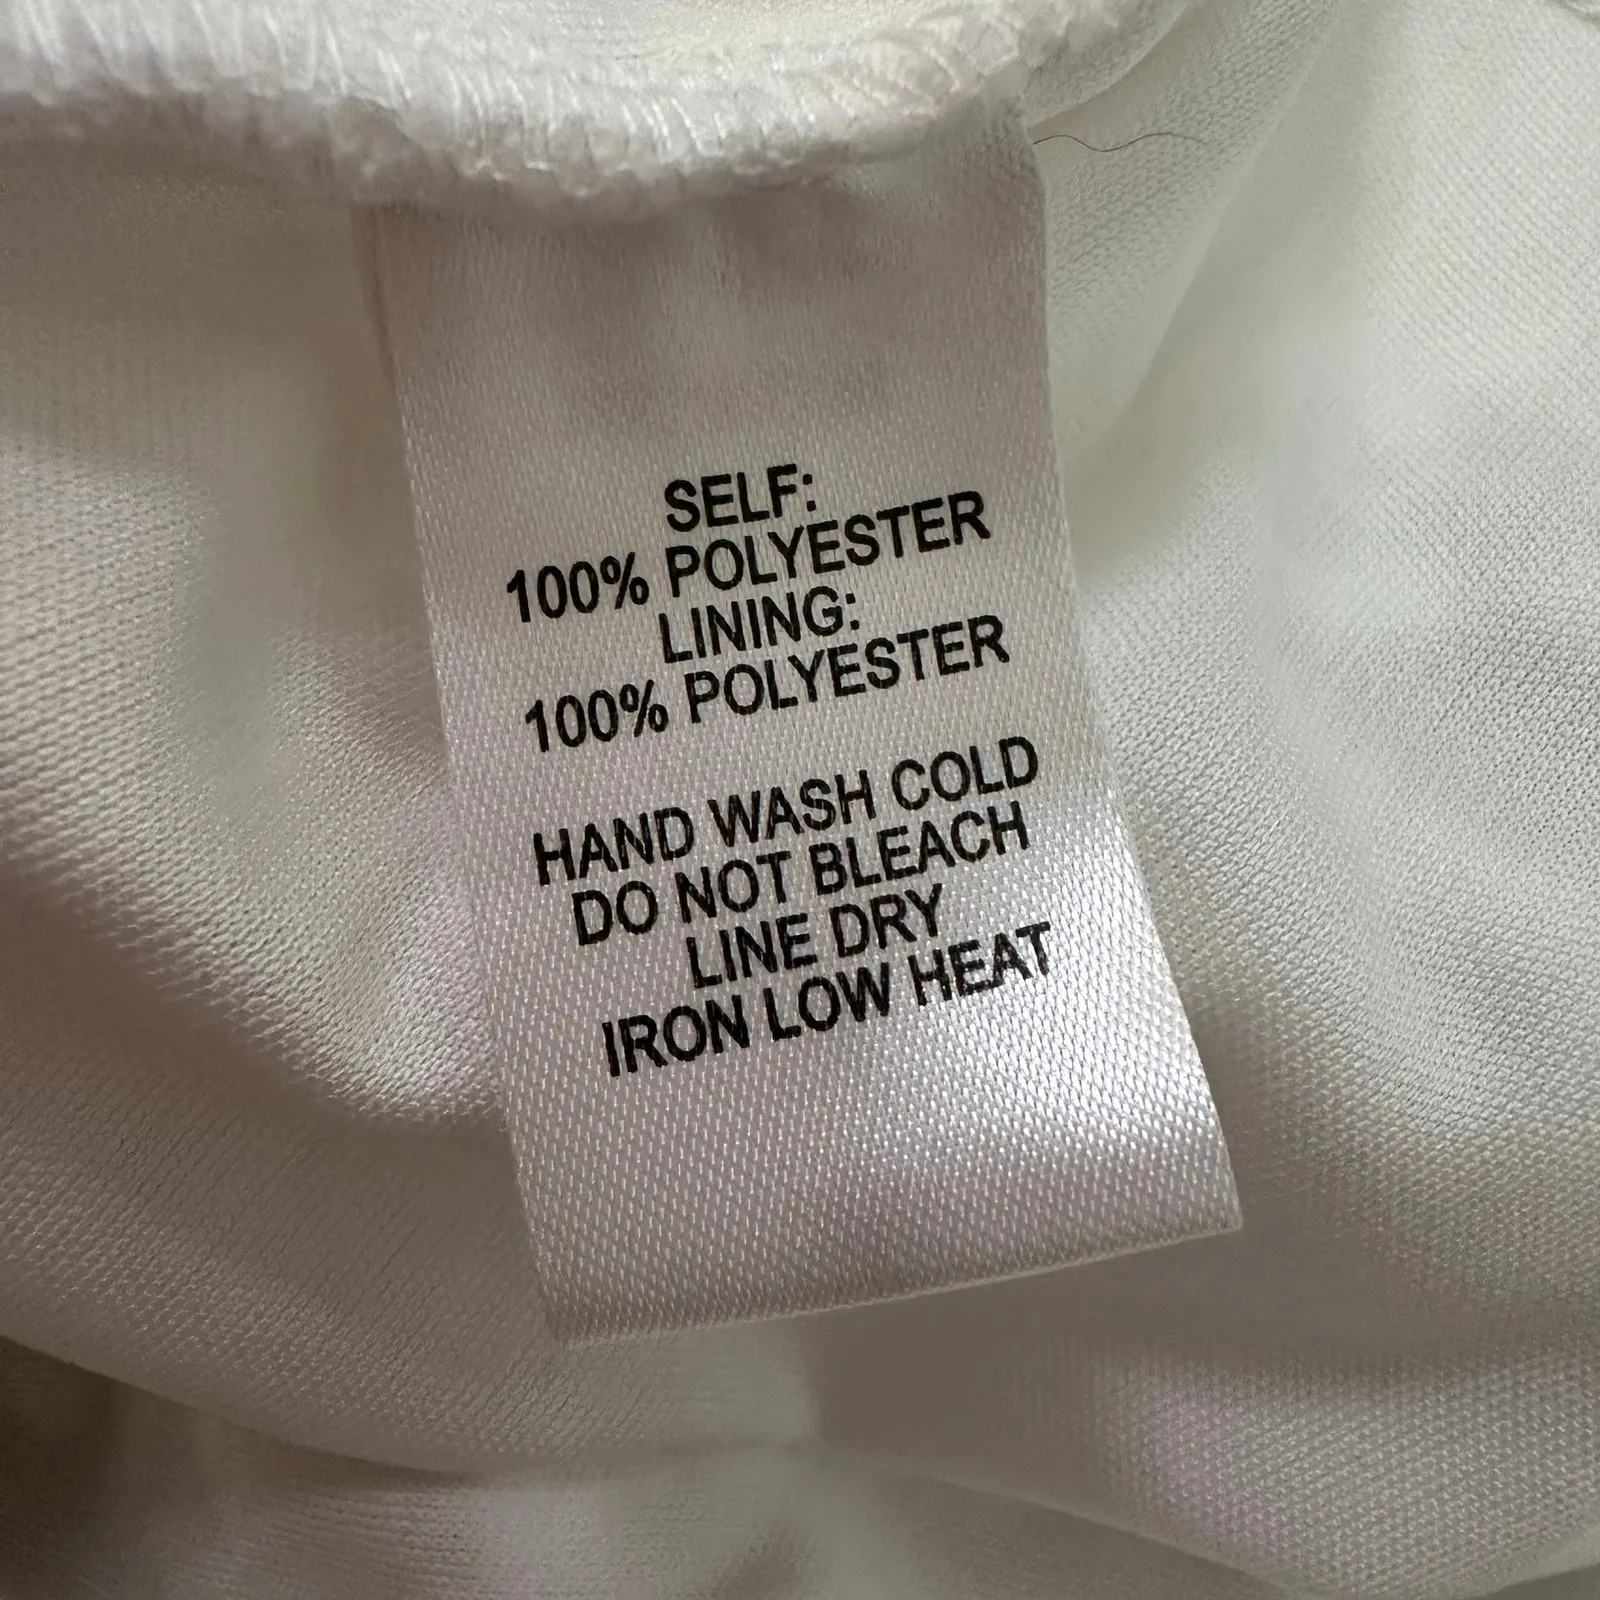 SELF:
100% POLYESTER
LINING:
100% POLYESTER
HAND WASH COLD
DO NOT BLEACH
LINE DRY
IRON LOW HEAT